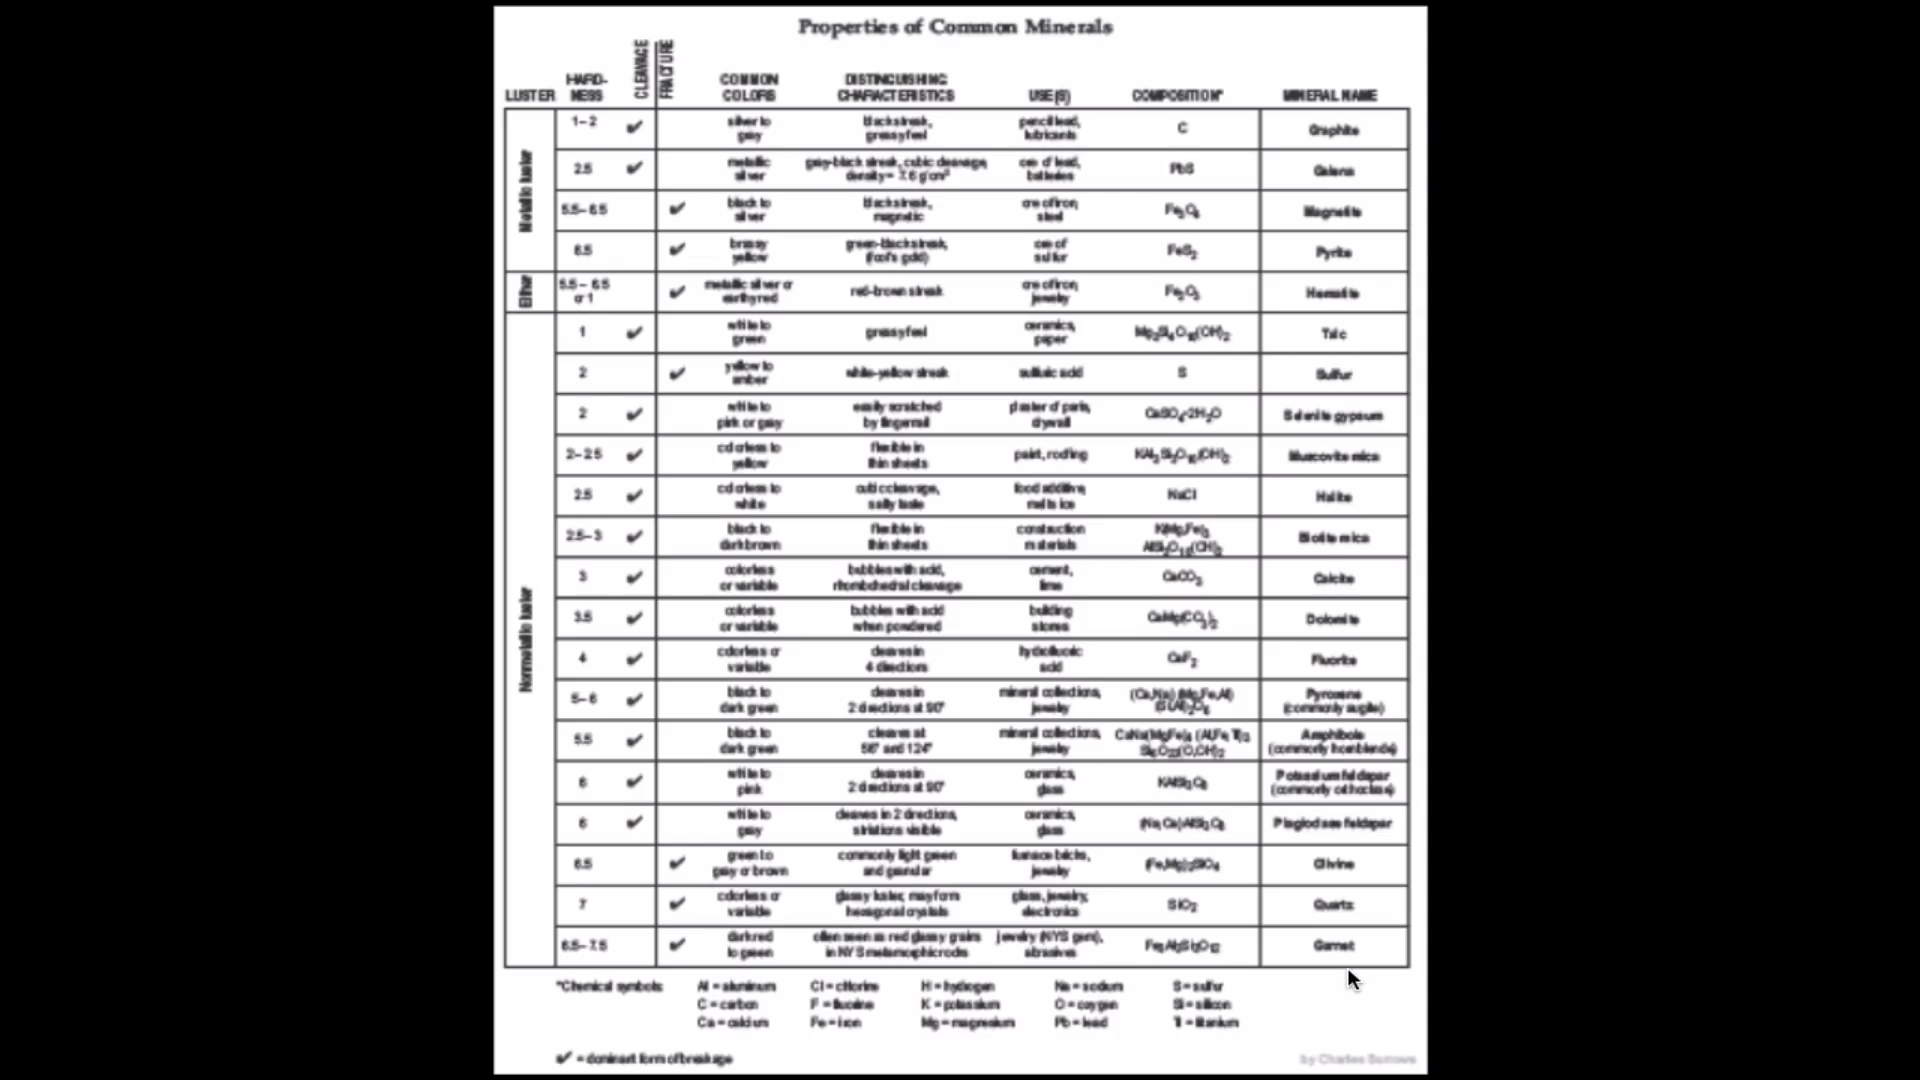 Properties of Common Minerals
LUSTER HARD-NESS CLEAVAGE FRACTURE COMMON COLORS DISTINGUISHING CHARACTERISTICS USE(S) COMPOSITION* MINERAL NAME
Metallic luster
1–2 ✔ silver to gray black streak, greasy feel pencil lead, lubricants C Graphite
2.5 ✔ metallic silver gray-black streak, cubic cleavage, density = 7.6 g/cm³ ore of lead, batteries PbS Galena
5.5–6.5 ✔ black to silver black streak, magnetic ore of iron, steel Fe₃O₄ Magnetite
6.5 ✔ brassy yellow green-black streak, (fool's gold) ore of sulfur FeS₂ Pyrite
Either
5.5 – 6.5 or 1 ✔ metallic silver or earthy red red-brown streak ore of iron, jewelry Fe₂O₃ Hematite
Nonmetallic luster
1 ✔ white to green greasy feel ceramics, paper Mg₃Si₄O₁₀(OH)₂ Talc
2 ✔ yellow to amber white-yellow streak sulfuric acid S Sulfur
2 ✔ white to pink or gray easily scratched by fingernail plaster of paris, drywall CaSO₄•2H₂O Selenite gypsum
2–2.5 ✔ colorless to yellow flexible in thin sheets paint, roofing KAl₃Si₃O₁₀(OH)₂ Muscovite mica
2.5 ✔ colorless to white cubic cleavage, salty taste food additive, melts ice NaCl Halite
2.5–3 ✔ black to dark brown flexible in thin sheets construction materials K(Mg,Fe)₃ AlSi₃O₁₀(OH)₂ Biotite mica
3 ✔ colorless or variable bubbles with acid, rhombohedral cleavage cement, lime CaCO₃ Calcite
3.5 ✔ colorless or variable bubbles with acid when powdered building stones CaMg(CO₃)₂ Dolomite
4 ✔ colorless or variable cleaves in 4 directions hydrofluoric acid CaF₂ Fluorite
5–6 ✔ black to dark green cleaves in 2 directions at 90° mineral collections, jewelry (Ca,Na) (Mg,Fe,Al) (Si,Al)₂O₆ Pyroxene (commonly augite)
5.5 ✔ black to dark green cleaves at 56° and 124° mineral collections, jewelry CaNa(Mg,Fe)₄ (Al,Fe,Ti)₃ Si₆O₂₂(O,OH)₂ Amphibole (commonly hornblende)
6 ✔ white to pink cleaves in 2 directions at 90° ceramics, glass KAlSi₃O₈ Potassium feldspar (commonly orthoclase)
6 ✔ white to gray cleaves in 2 directions, striations visible ceramics, glass (Na,Ca)AlSi₃O₈ Plagioclase feldspar
6.5 ✔ green to gray or brown commonly light green and granular furnace bricks, jewelry (Fe,Mg)₂SiO₄ Olivine
7 ✔ colorless or variable glassy luster, may form hexagonal crystals glass, jewelry, electronics SiO₂ Quartz
6.5–7.5 ✔ dark red to green often seen as red glassy grains in NYS metamorphic rocks jewelry (NYS gem), abrasives Fe₃Al₂Si₃O₁₂ Garnet
*Chemical symbols: Al = aluminum Cl = chlorine H = hydrogen Na = sodium S = sulfur
C = carbon F = fluorine K = potassium O = oxygen Si = silicon
Ca = calcium Fe = iron Mg = magnesium Pb = lead Ti = titanium
✔ = dominant form of breakage
by Charles Burrows